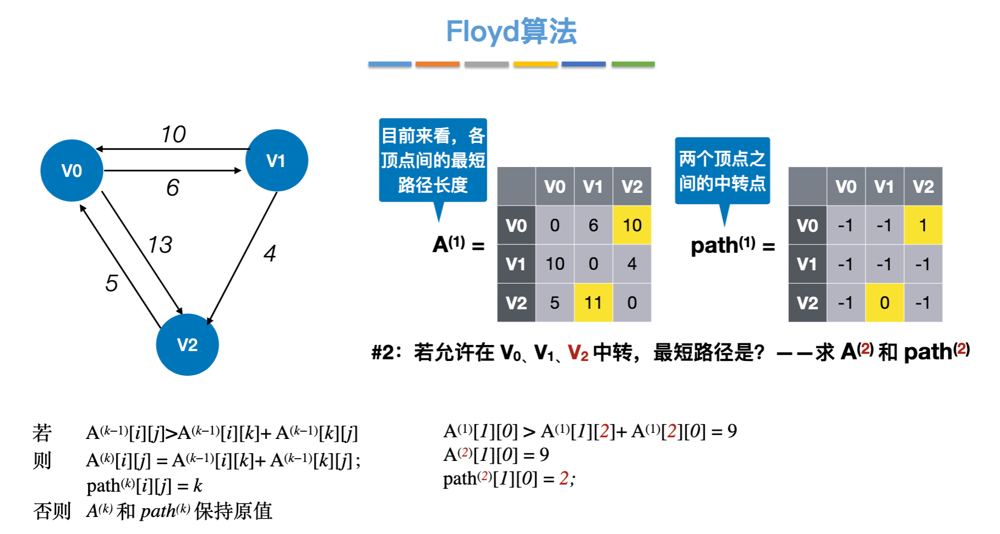 Floyd算法
目前来看，各
顶点间的最短
路径长度
两个顶点之
间的中转点
10
V0
V1
6
13
4
5
V2
A(1) =
V0 V1 V2
V0 0 6 10
V1 10 0 4
V2 5 11 0
path(1) =
V0 V1 V2
V0 -1 -1 1
V1 -1 -1 -1
V2 -1 0 -1
#2：若允许在 V0、V1、V2 中转，最短路径是？——求 A(2) 和 path(2)
若 A(k−1)[i][j]>A(k−1)[i][k]+ A(k−1)[k][j]
则 A(k)[i][j] = A(k−1)[i][k]+ A(k−1)[k][j];
path(k)[i][j] = k
否则 A(k) 和 path(k) 保持原值
A(1)[1][0] > A(1)[1][2]+ A(1)[2][0] = 9
A(2)[1][0] = 9
path(2)[1][0] = 2;